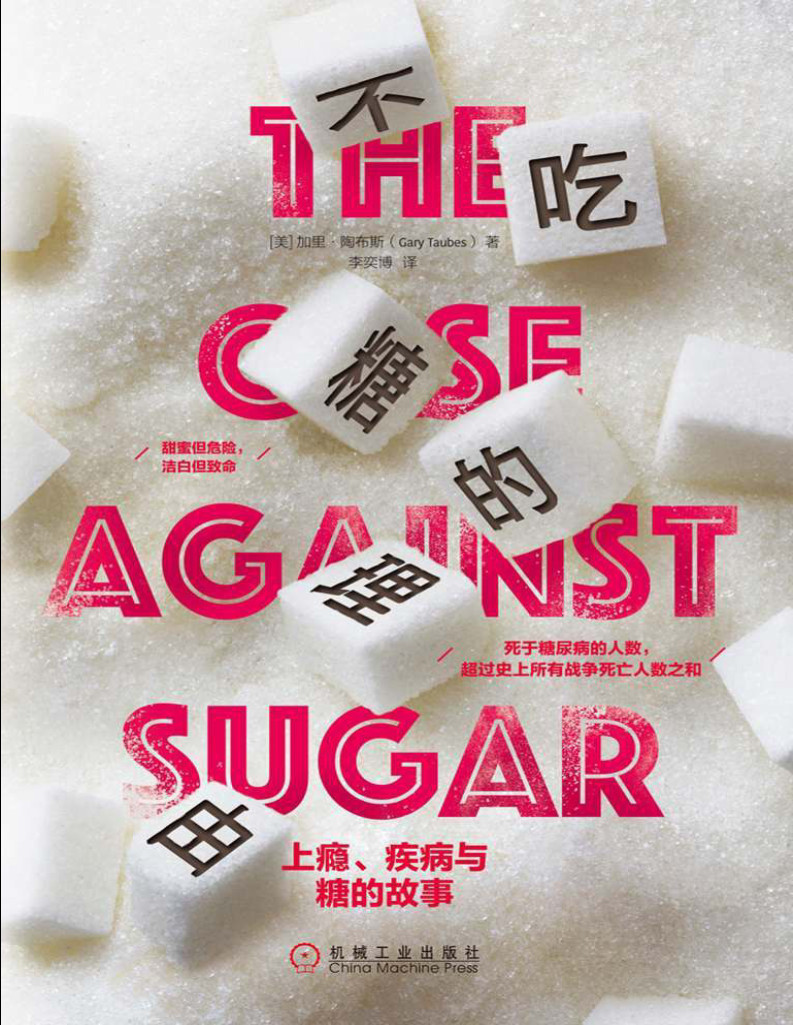 不
THE
吃
[美] 加里·陶布斯（Gary Taubes）著
李奕博 译
CASE
糖
甜蜜但危险，
洁白但致命
的
AGAINST
理
死于糖尿病的人数，
超过史上所有战争死亡人数之和
SUGAR
由
上瘾、疾病与
糖的故事
机械工业出版社
China Machine Press